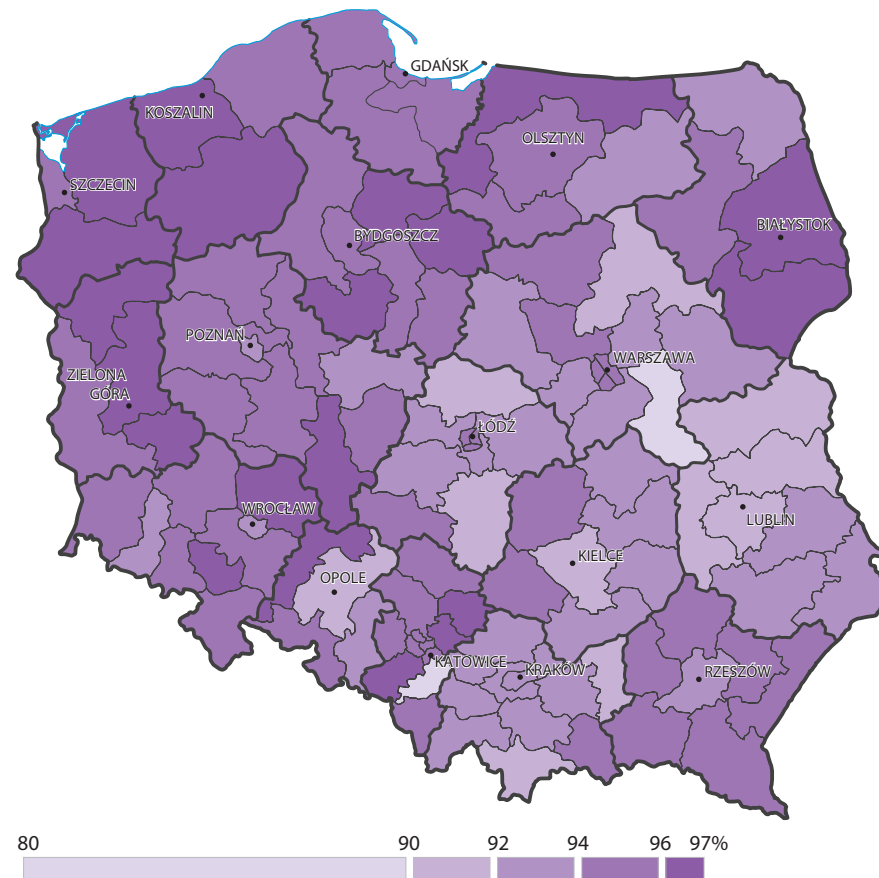 GDAŃSK
KOSZALIN
OLSZTYN
SZCZECIN
BIAŁYSTOK
BYDGOSZCZ
POZNAŃ
WARSZAWA
ZIELONA
GÓRA
ŁÓDŹ
WROCŁAW
LUBLIN
KIELCE
OPOLE
KATOWICE
KRAKÓW
RZESZÓW
80 90 92 94 96 97%